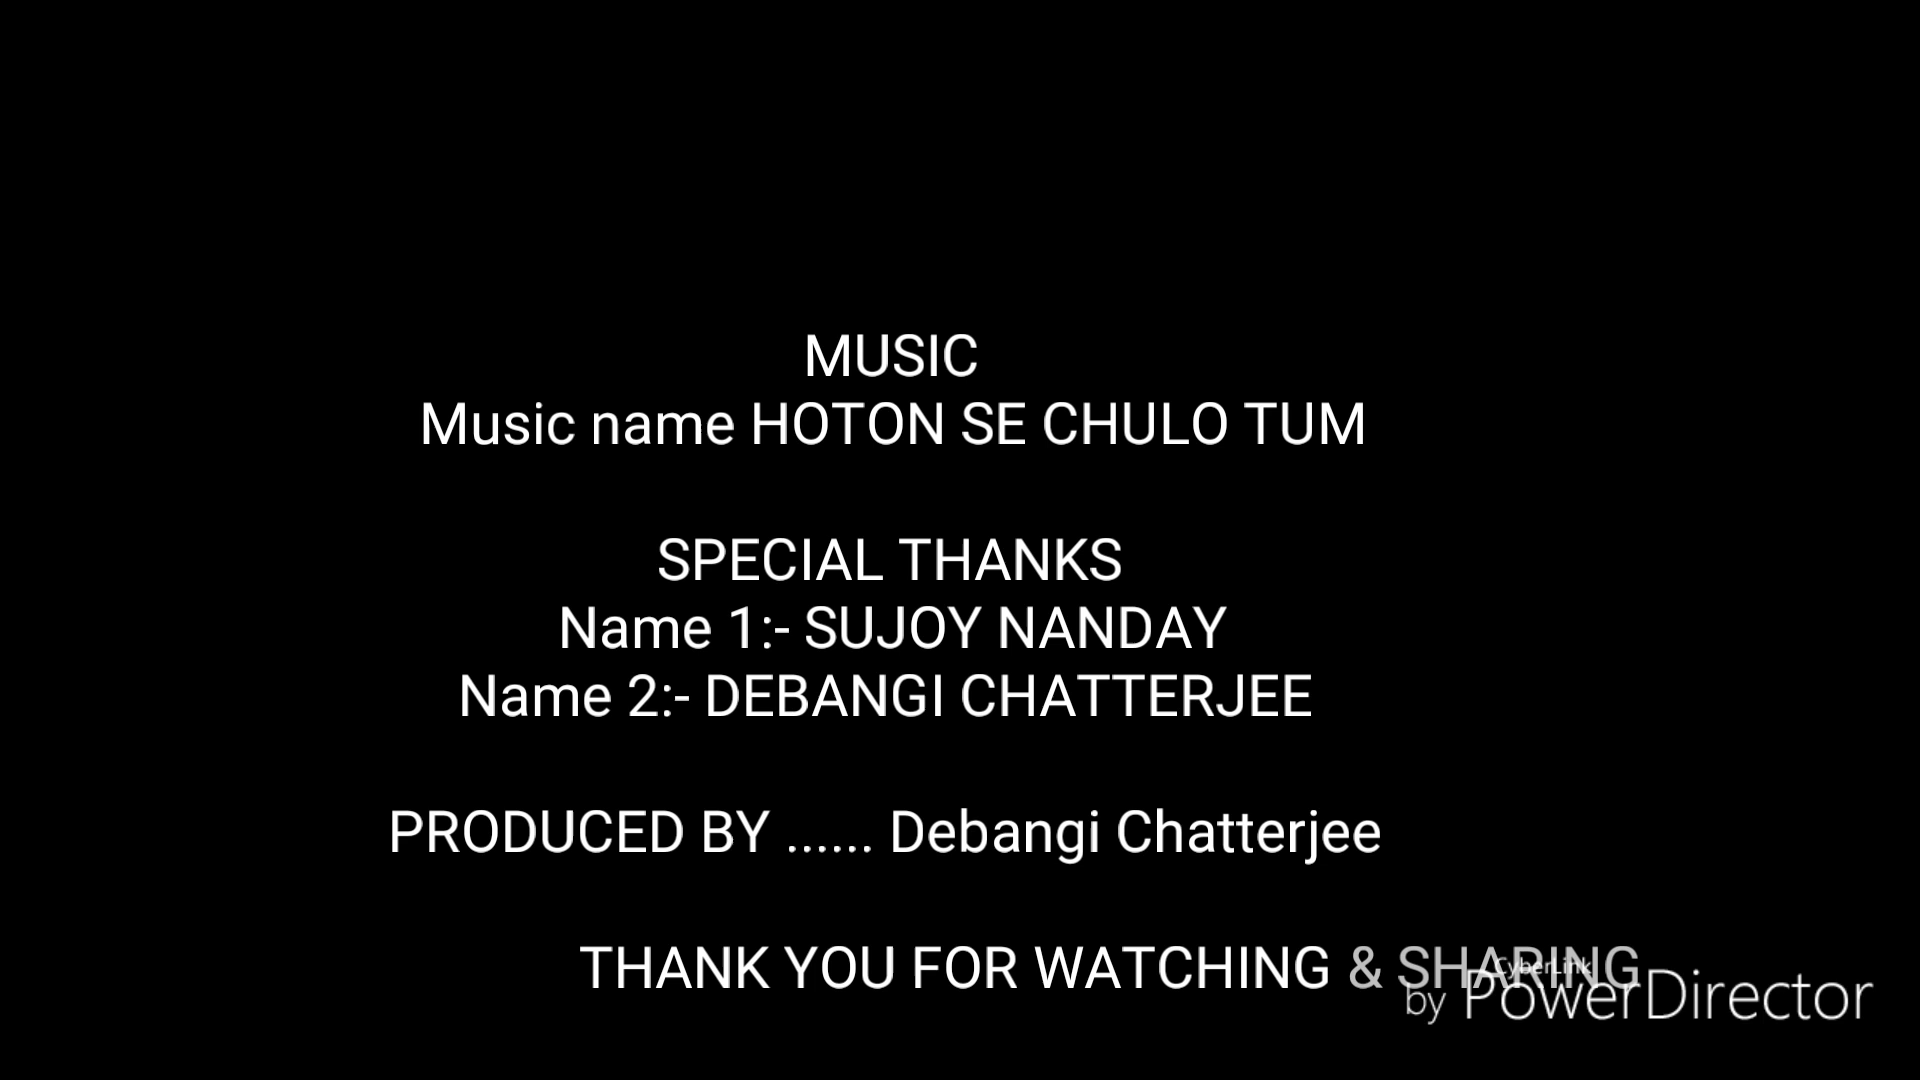 MUSIC
Music name HOTON SE CHULO TUM
SPECIAL THANKS
Name 1:- SUJOY NANDAY
Name 2:- DEBANGI CHATTERJEE
PRODUCED BY ...... Debangi Chatterjee
THANK YOU FOR WATCHING & SHARING
CyberLink
by PowerDirector